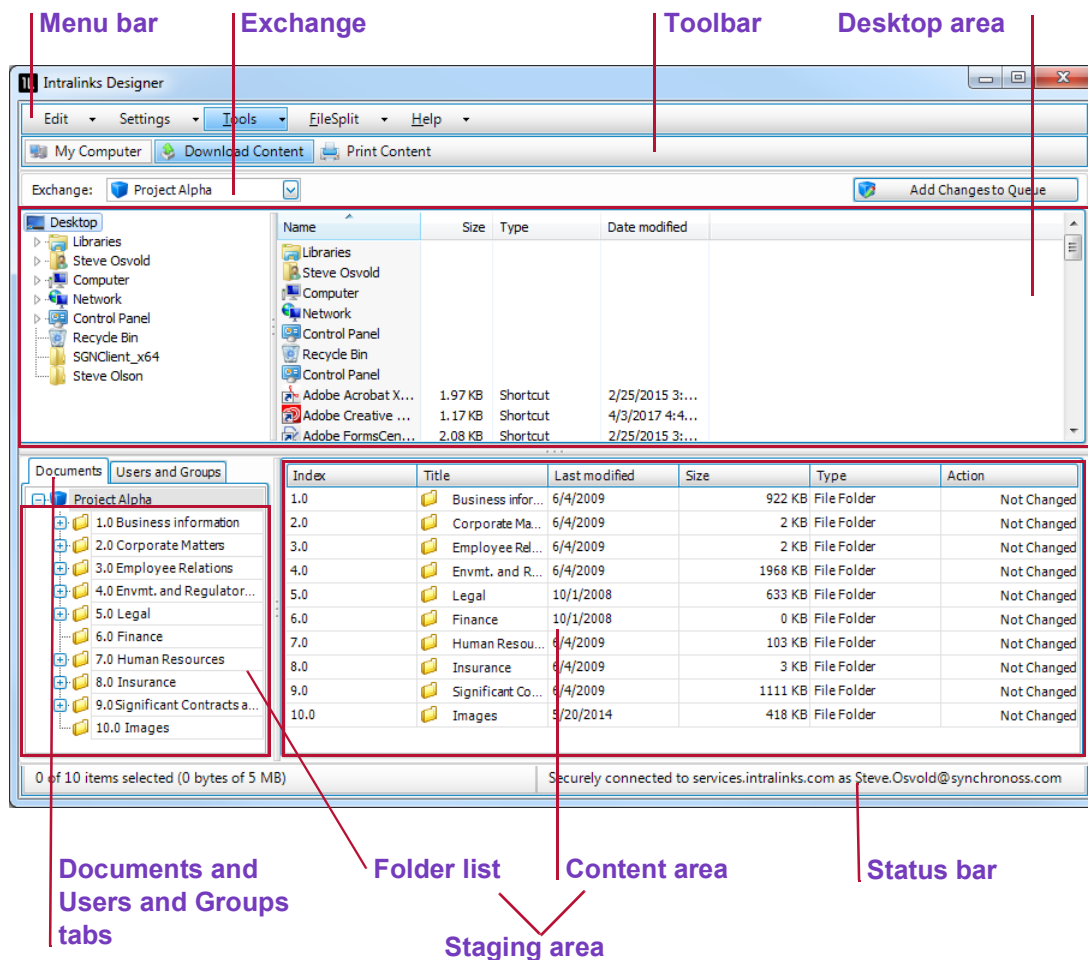 Menu bar Exchange Toolbar Desktop area
Intralinks Designer
Edit Settings Tools FileSplit Help
My Computer Download Content Print Content
Exchange: Project Alpha Add Changes to Queue
Desktop
Libraries
Steve Osvold
Computer
Network
Control Panel
Recycle Bin
SGNClient_x64
Steve Olson
Name Size Type Date modified
Libraries
Steve Osvold
Computer
Network
Control Panel
Recycle Bin
Control Panel
Adobe Acrobat X... 1.97 KB Shortcut 2/25/2015 3:...
Adobe Creative ... 1.17 KB Shortcut 4/3/2017 4:4...
Adobe FormsCen... 2.08 KB Shortcut 2/25/2015 3:...
Documents Users and Groups
Project Alpha
1.0 Business information
2.0 Corporate Matters
3.0 Employee Relations
4.0 Envmt. and Regulator...
5.0 Legal
6.0 Finance
7.0 Human Resources
8.0 Insurance
9.0 Significant Contracts a...
10.0 Images
Index Title Last modified Size Type Action
1.0 Business infor... 6/4/2009 922 KB File Folder Not Changed
2.0 Corporate Ma... 6/4/2009 2 KB File Folder Not Changed
3.0 Employee Rel... 6/4/2009 2 KB File Folder Not Changed
4.0 Envmt. and R... 6/4/2009 1968 KB File Folder Not Changed
5.0 Legal 10/1/2008 633 KB File Folder Not Changed
6.0 Finance 10/1/2008 0 KB File Folder Not Changed
7.0 Human Resou... 6/4/2009 103 KB File Folder Not Changed
8.0 Insurance 6/4/2009 3 KB File Folder Not Changed
9.0 Significant Co... 6/4/2009 1111 KB File Folder Not Changed
10.0 Images 5/20/2014 418 KB File Folder Not Changed
0 of 10 items selected (0 bytes of 5 MB) Securely connected to services.intralinks.com as Steve.Osvold@synchronoss.com
Documents and
Users and Groups
tabs
Folder list Content area Status bar
Staging area